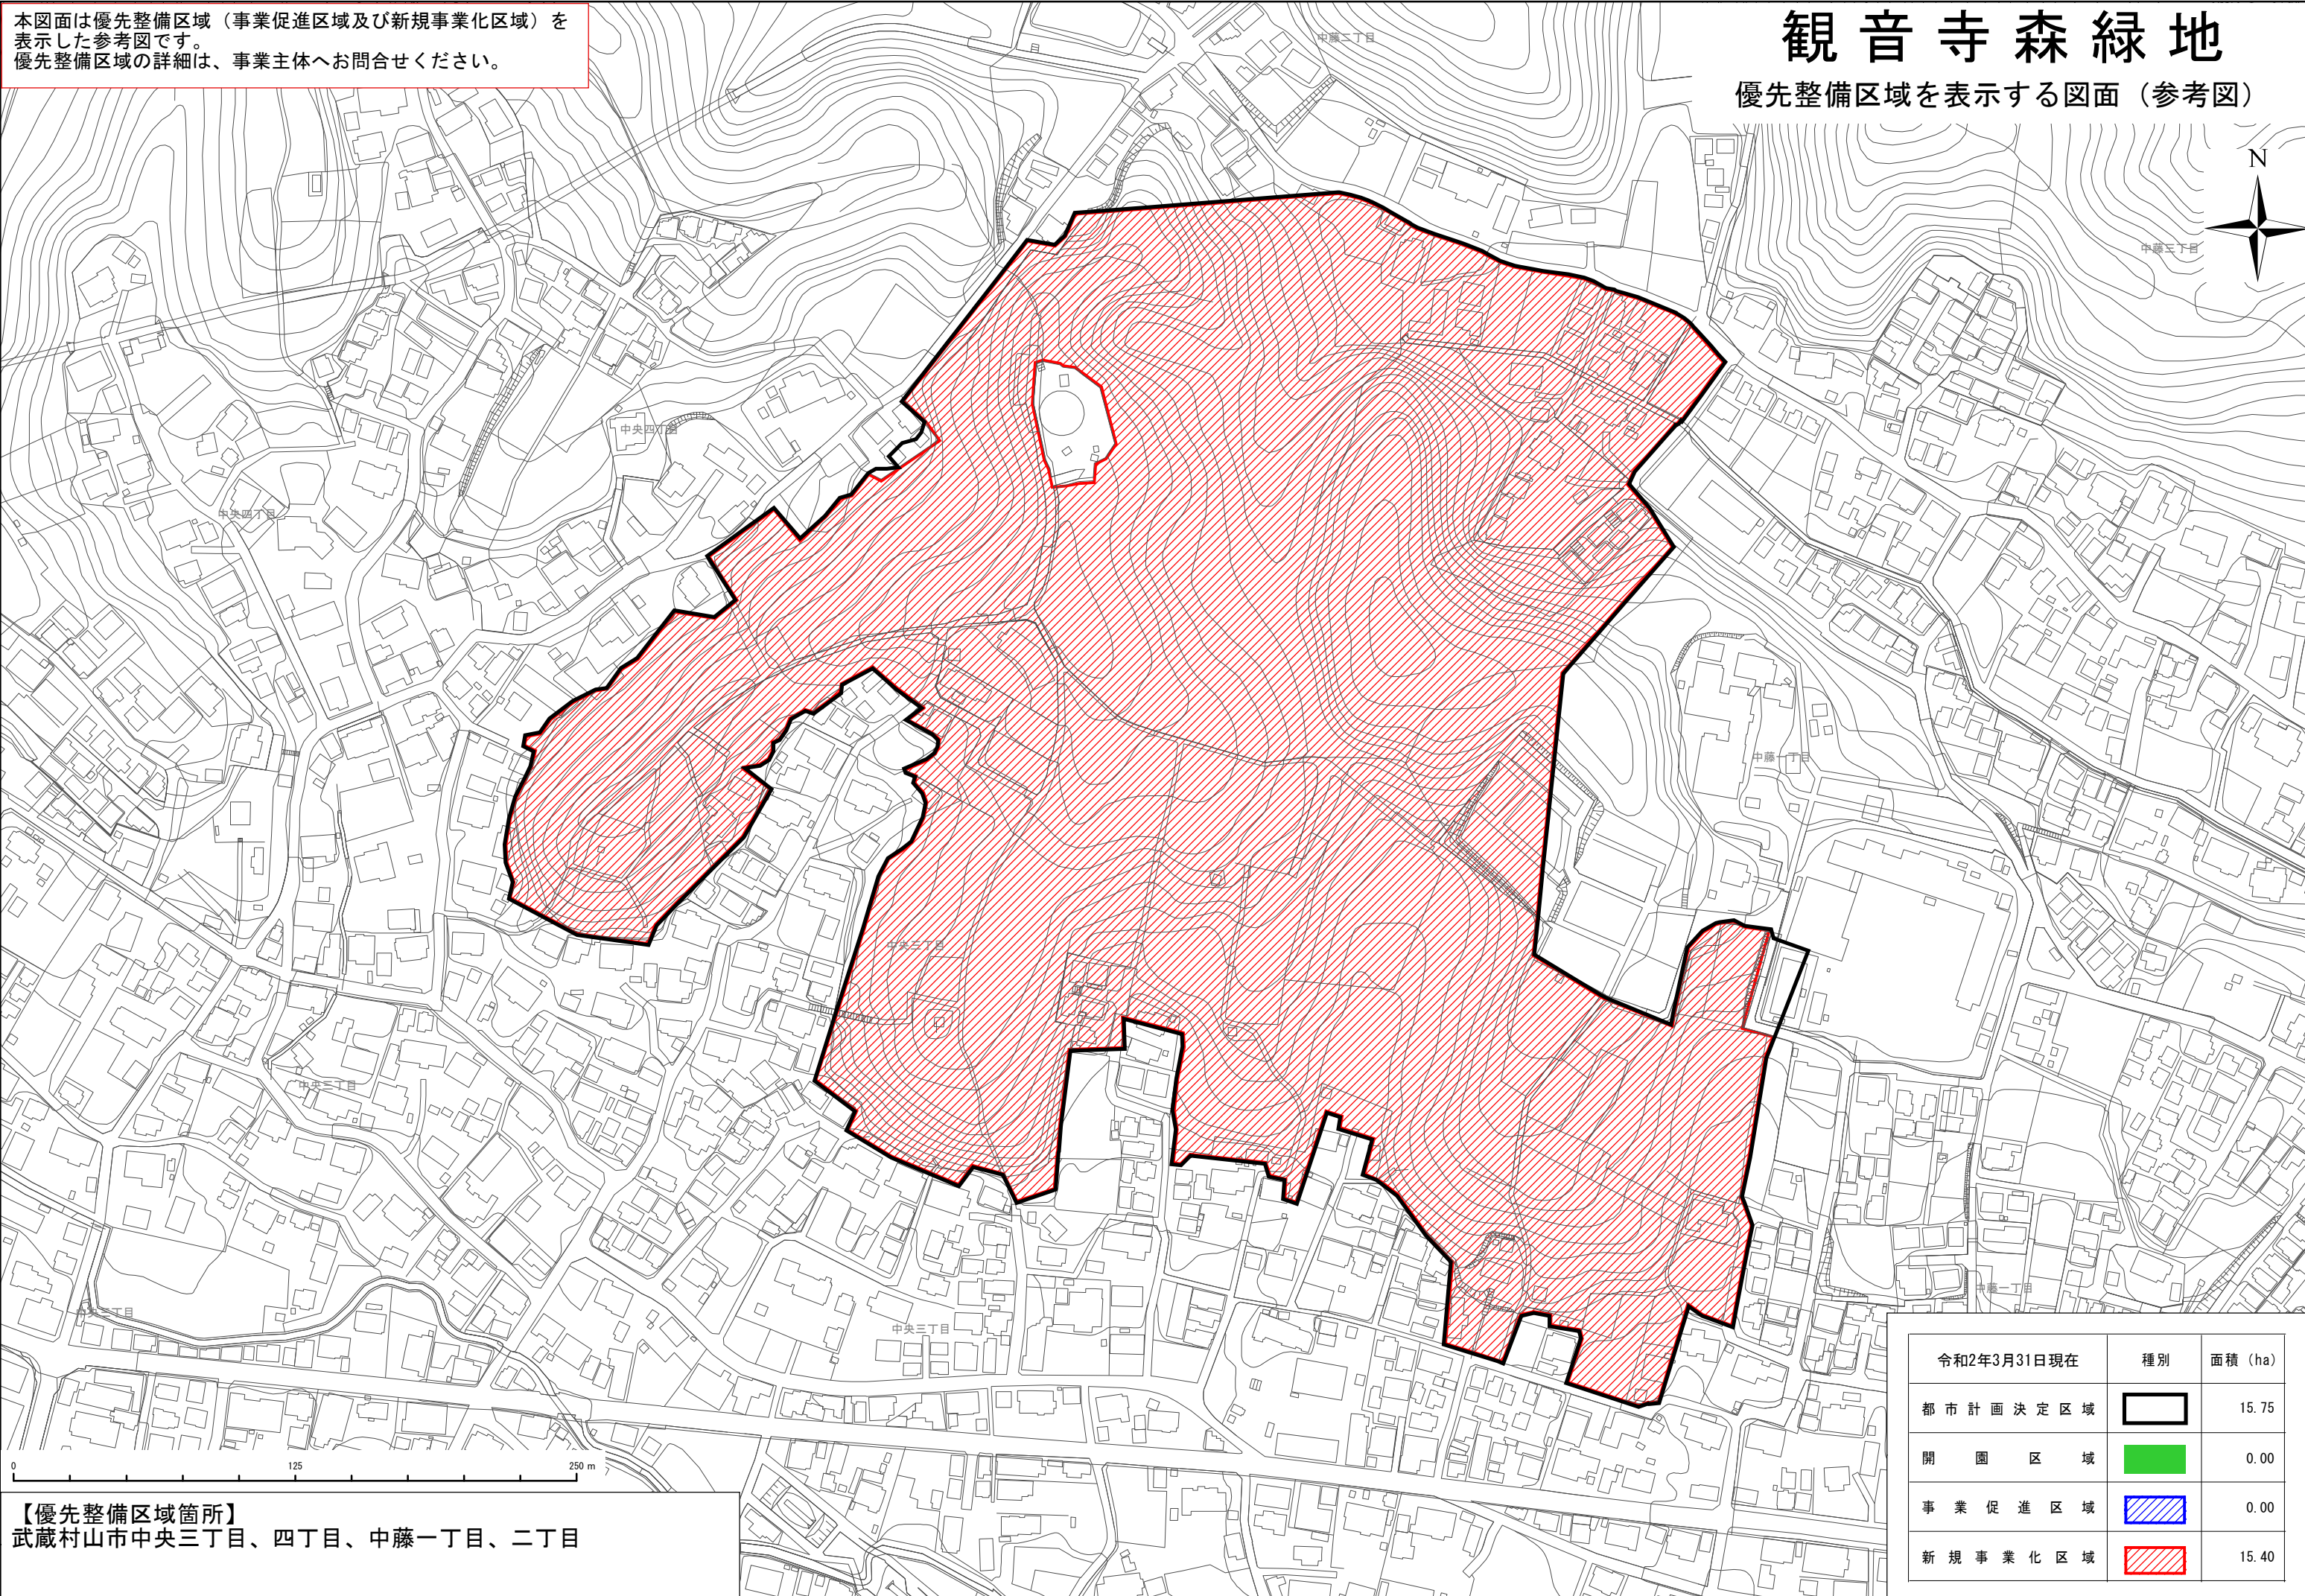 本図面は優先整備区域（事業促進区域及び新規事業化区域）を
表示した参考図です。
優先整備区域の詳細は、事業主体へお問合せください。
観音寺森緑地
優先整備区域を表示する図面（参考図）
N
中藤二丁目
中藤三丁目
中央四丁目
中央四丁目
中藤一丁目
中央三丁目
中央三丁目
中藤一丁目
中央三丁目
0 125 250 m
【優先整備区域箇所】
武蔵村山市中央三丁目、四丁目、中藤一丁目、二丁目
令和2年3月31日現在 種別 面積（ha）
都市計画決定区域 15.75
開園区域 0.00
事業促進区域 0.00
新規事業化区域 15.40